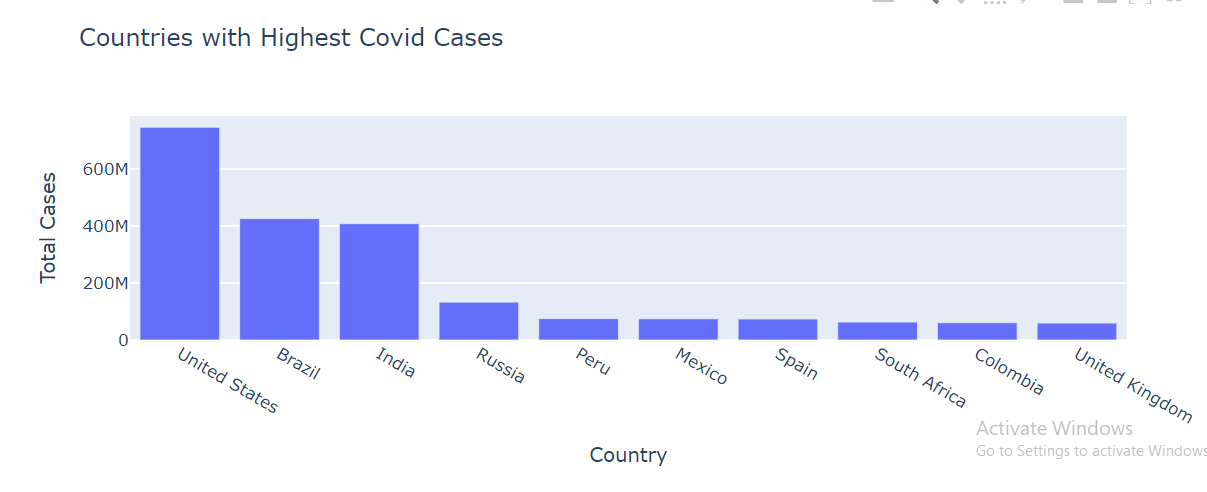 Countries with Highest Covid Cases
Total Cases
600M
400M
200M
0
United States
Brazil
India
Russia
Peru
Mexico
Spain
South Africa
Colombia
United Kingdom
Country
Activate Windows
Go to Settings to activate Windows